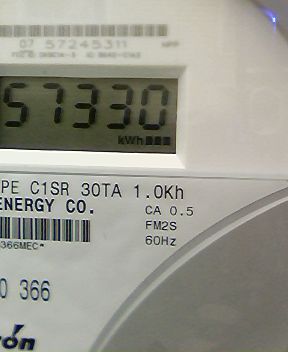 07 57245311
57330
kWh
PE C1SR 30TA 1.0Kh
ENERGY CO.
CA 0.5
FM2S
60Hz
366MEC*
0 366
ron